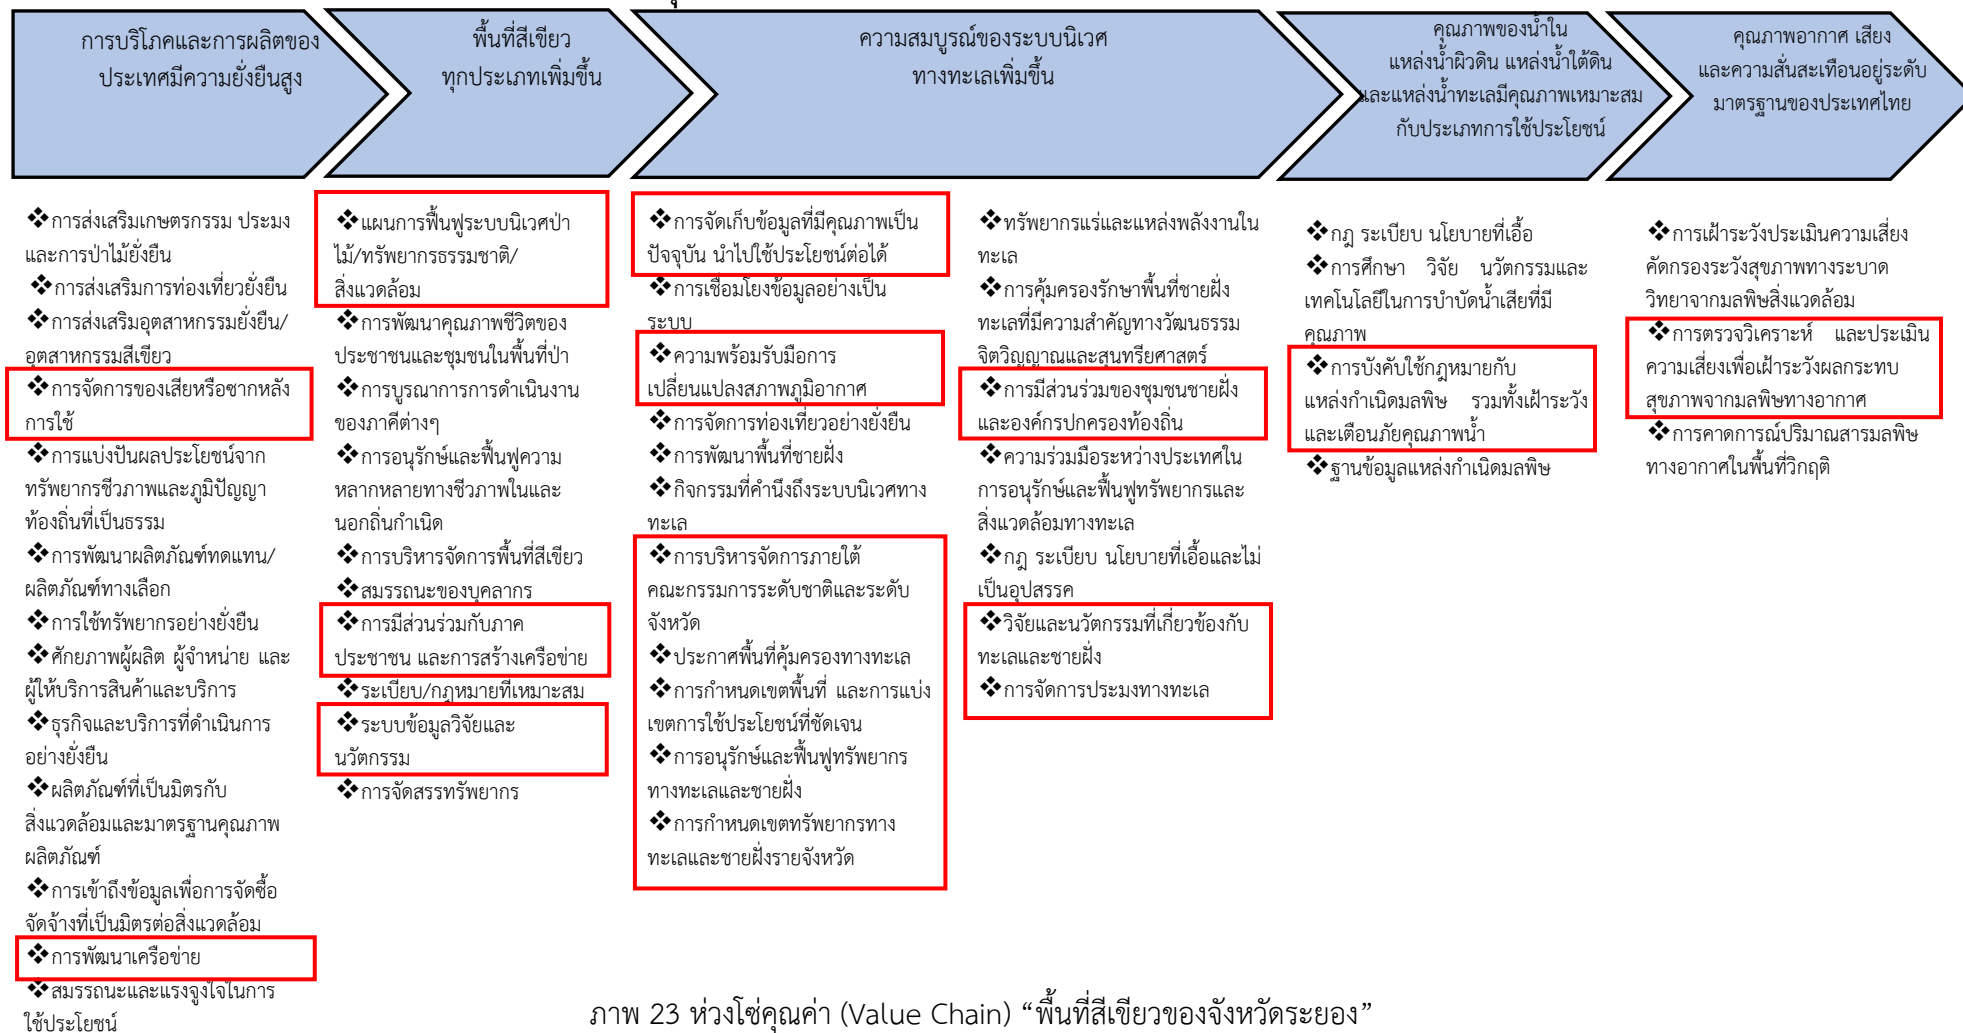 การบริโภคและการผลิตของ
ประเทศมีความยั่งยืนสูง
พื้นที่สีเขียว
ทุกประเภทเพิ่มขึ้น
ความสมบูรณ์ของระบบนิเวศ
ทางทะเลเพิ่มขึ้น
คุณภาพของน้ำใน
แหล่งน้ำผิวดิน แหล่งน้ำใต้ดิน
และแหล่งน้ำทะเลมีคุณภาพเหมาะสม
กับประเภทการใช้ประโยชน์
คุณภาพอากาศ เสียง
และความสั่นสะเทือนอยู่ระดับ
มาตรฐานของประเทศไทย
❖การส่งเสริมเกษตรกรรม ประมง
และการป่าไม้ยั่งยืน
❖การส่งเสริมการท่องเที่ยวยั่งยืน
❖การส่งเสริมอุตสาหกรรมยั่งยืน/
อุตสาหกรรมสีเขียว
❖การจัดการของเสียหรือซากหลัง
การใช้
❖การแบ่งปันผลประโยชน์จาก
ทรัพยากรชีวภาพและภูมิปัญญา
ท้องถิ่นที่เป็นธรรม
❖การพัฒนาผลิตภัณฑ์ทดแทน/
ผลิตภัณฑ์ทางเลือก
❖การใช้ทรัพยากรอย่างยั่งยืน
❖ศักยภาพผู้ผลิต ผู้จำหน่าย และ
ผู้ให้บริการสินค้าและบริการ
❖ธุรกิจและบริการที่ดำเนินการ
อย่างยั่งยืน
❖ผลิตภัณฑ์ที่เป็นมิตรกับ
สิ่งแวดล้อมและมาตรฐานคุณภาพ
ผลิตภัณฑ์
❖การเข้าถึงข้อมูลเพื่อการจัดซื้อ
จัดจ้างที่เป็นมิตรต่อสิ่งแวดล้อม
❖การพัฒนาเครือข่าย
❖สมรรถนะและแรงจูงใจในการ
ใช้ประโยชน์
❖แผนการฟื้นฟูระบบนิเวศป่า
ไม้/ทรัพยากรธรรมชาติ/
สิ่งแวดล้อม
❖การพัฒนาคุณภาพชีวิตของ
ประชาชนและชุมชนในพื้นที่ป่า
❖การบูรณาการการดำเนินงาน
ของภาคีต่างๆ
❖การอนุรักษ์และฟื้นฟูความ
หลากหลายทางชีวภาพในและ
นอกถิ่นกำเนิด
❖การบริหารจัดการพื้นที่สีเขียว
❖สมรรถนะของบุคลากร
❖การมีส่วนร่วมกับภาค
ประชาชน และการสร้างเครือข่าย
❖ระเบียบ/กฎหมายที่เหมาะสม
❖ระบบข้อมูลวิจัยและ
นวัตกรรม
❖การจัดสรรทรัพยากร
❖การจัดเก็บข้อมูลที่มีคุณภาพเป็น
ปัจจุบัน นำไปใช้ประโยชน์ต่อได้
❖การเชื่อมโยงข้อมูลอย่างเป็น
ระบบ
❖ความพร้อมรับมือการ
เปลี่ยนแปลงสภาพภูมิอากาศ
❖การจัดการท่องเที่ยวอย่างยั่งยืน
❖การพัฒนาพื้นที่ชายฝั่ง
❖กิจกรรมที่คำนึงถึงระบบนิเวศทาง
ทะเล
❖การบริหารจัดการภายใต้
คณะกรรมการระดับชาติและระดับ
จังหวัด
❖ประกาศพื้นที่คุ้มครองทางทะเล
❖การกำหนดเขตพื้นที่ และการแบ่ง
เขตการใช้ประโยชน์ที่ชัดเจน
❖การอนุรักษ์และฟื้นฟูทรัพยากร
ทางทะเลและชายฝั่ง
❖การกำหนดเขตทรัพยากรทาง
ทะเลและชายฝั่งรายจังหวัด
❖ทรัพยากรแร่และแหล่งพลังงานใน
ทะเล
❖การคุ้มครองรักษาพื้นที่ชายฝั่ง
ทะเลที่มีความสำคัญทางวัฒนธรรม
จิตวิญญาณและสุนทรียศาสตร์
❖การมีส่วนร่วมของชุมชนชายฝั่ง
และองค์กรปกครองท้องถิ่น
❖ความร่วมมือระหว่างประเทศใน
การอนุรักษ์และฟื้นฟูทรัพยากรและ
สิ่งแวดล้อมทางทะเล
❖กฎ ระเบียบ นโยบายที่เอื้อและไม่
เป็นอุปสรรค
❖วิจัยและนวัตกรรมที่เกี่ยวข้องกับ
ทะเลและชายฝั่ง
❖การจัดการประมงทางทะเล
❖กฎ ระเบียบ นโยบายที่เอื้อ
❖การศึกษา วิจัย นวัตกรรมและ
เทคโนโลยีในการบำบัดน้ำเสียที่มี
คุณภาพ
❖การบังคับใช้กฎหมายกับ
แหล่งกำเนิดมลพิษ รวมทั้งเฝ้าระวัง
และเตือนภัยคุณภาพน้ำ
❖ฐานข้อมูลแหล่งกำเนิดมลพิษ
❖การเฝ้าระวังประเมินความเสี่ยง
คัดกรองระวังสุขภาพทางระบาด
วิทยาจากมลพิษสิ่งแวดล้อม
❖การตรวจวิเคราะห์ และประเมิน
ความเสี่ยงเพื่อเฝ้าระวังผลกระทบ
สุขภาพจากมลพิษทางอากาศ
❖การคาดการณ์ปริมาณสารมลพิษ
ทางอากาศในพื้นที่วิกฤติ
ภาพ 23 ห่วงโซ่คุณค่า (Value Chain) “พื้นที่สีเขียวของจังหวัดระยอง”